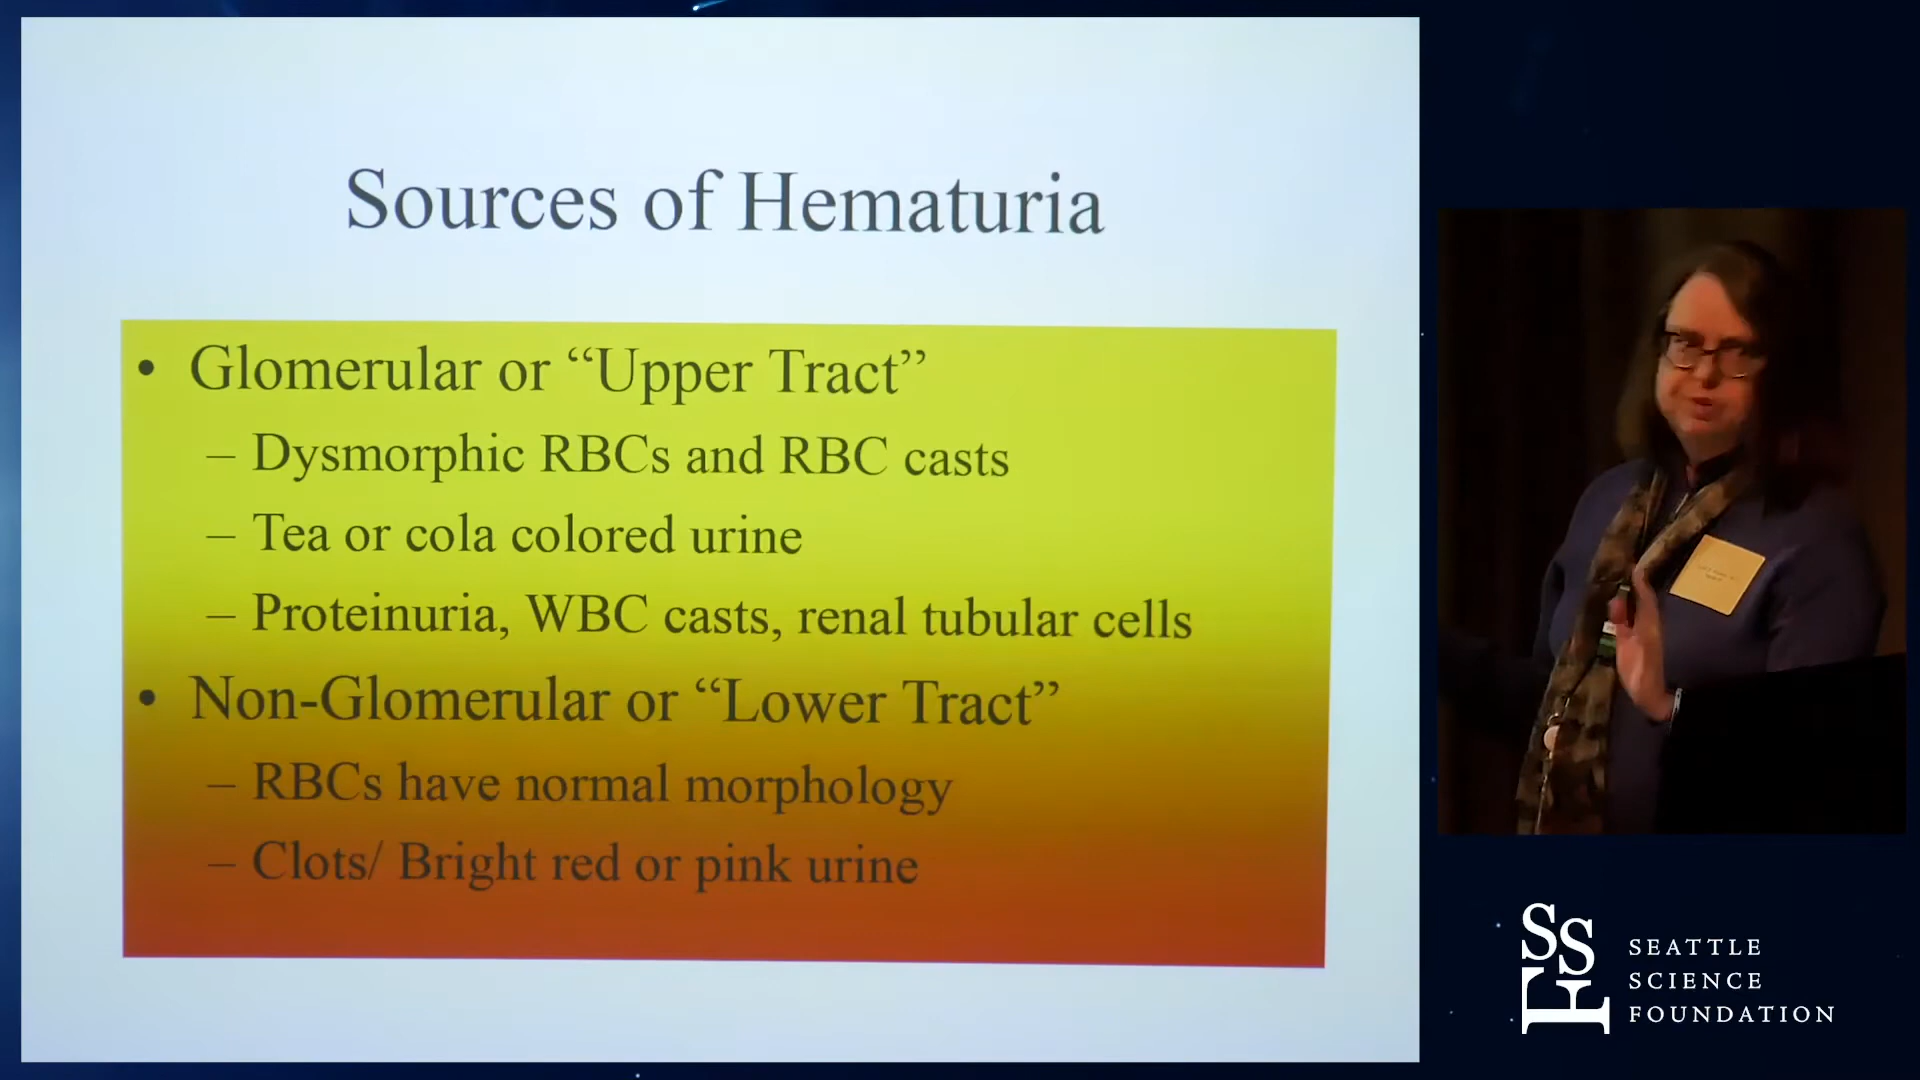 Sources of Hematuria
• Glomerular or “Upper Tract”
– Dysmorphic RBCs and RBC casts
– Tea or cola colored urine
– Proteinuria, WBC casts, renal tubular cells
• Non-Glomerular or “Lower Tract”
– RBCs have normal morphology
– Clots/ Bright red or pink urine
SSF
SEATTLE
SCIENCE
FOUNDATION